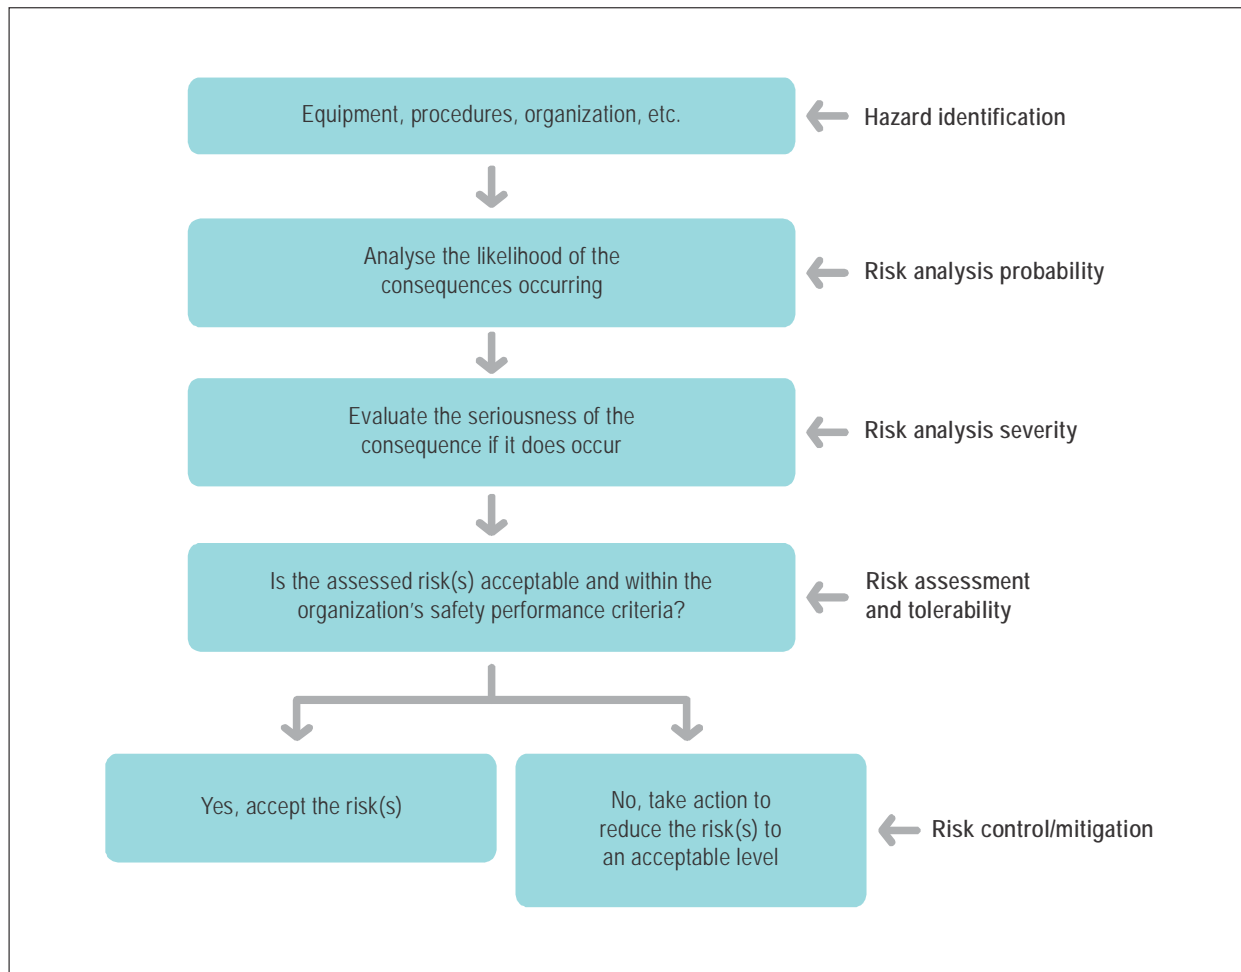 Equipment, procedures, organization, etc.
Hazard identification
Analyse the likelihood of the
consequences occurring
Risk analysis probability
Evaluate the seriousness of the
consequence if it does occur
Risk analysis severity
Is the assessed risk(s) acceptable and within the
organization's safety performance criteria?
Risk assessment
and tolerability
Yes, accept the risk(s)
No, take action to
reduce the risk(s) to
an acceptable level
Risk control/mitigation